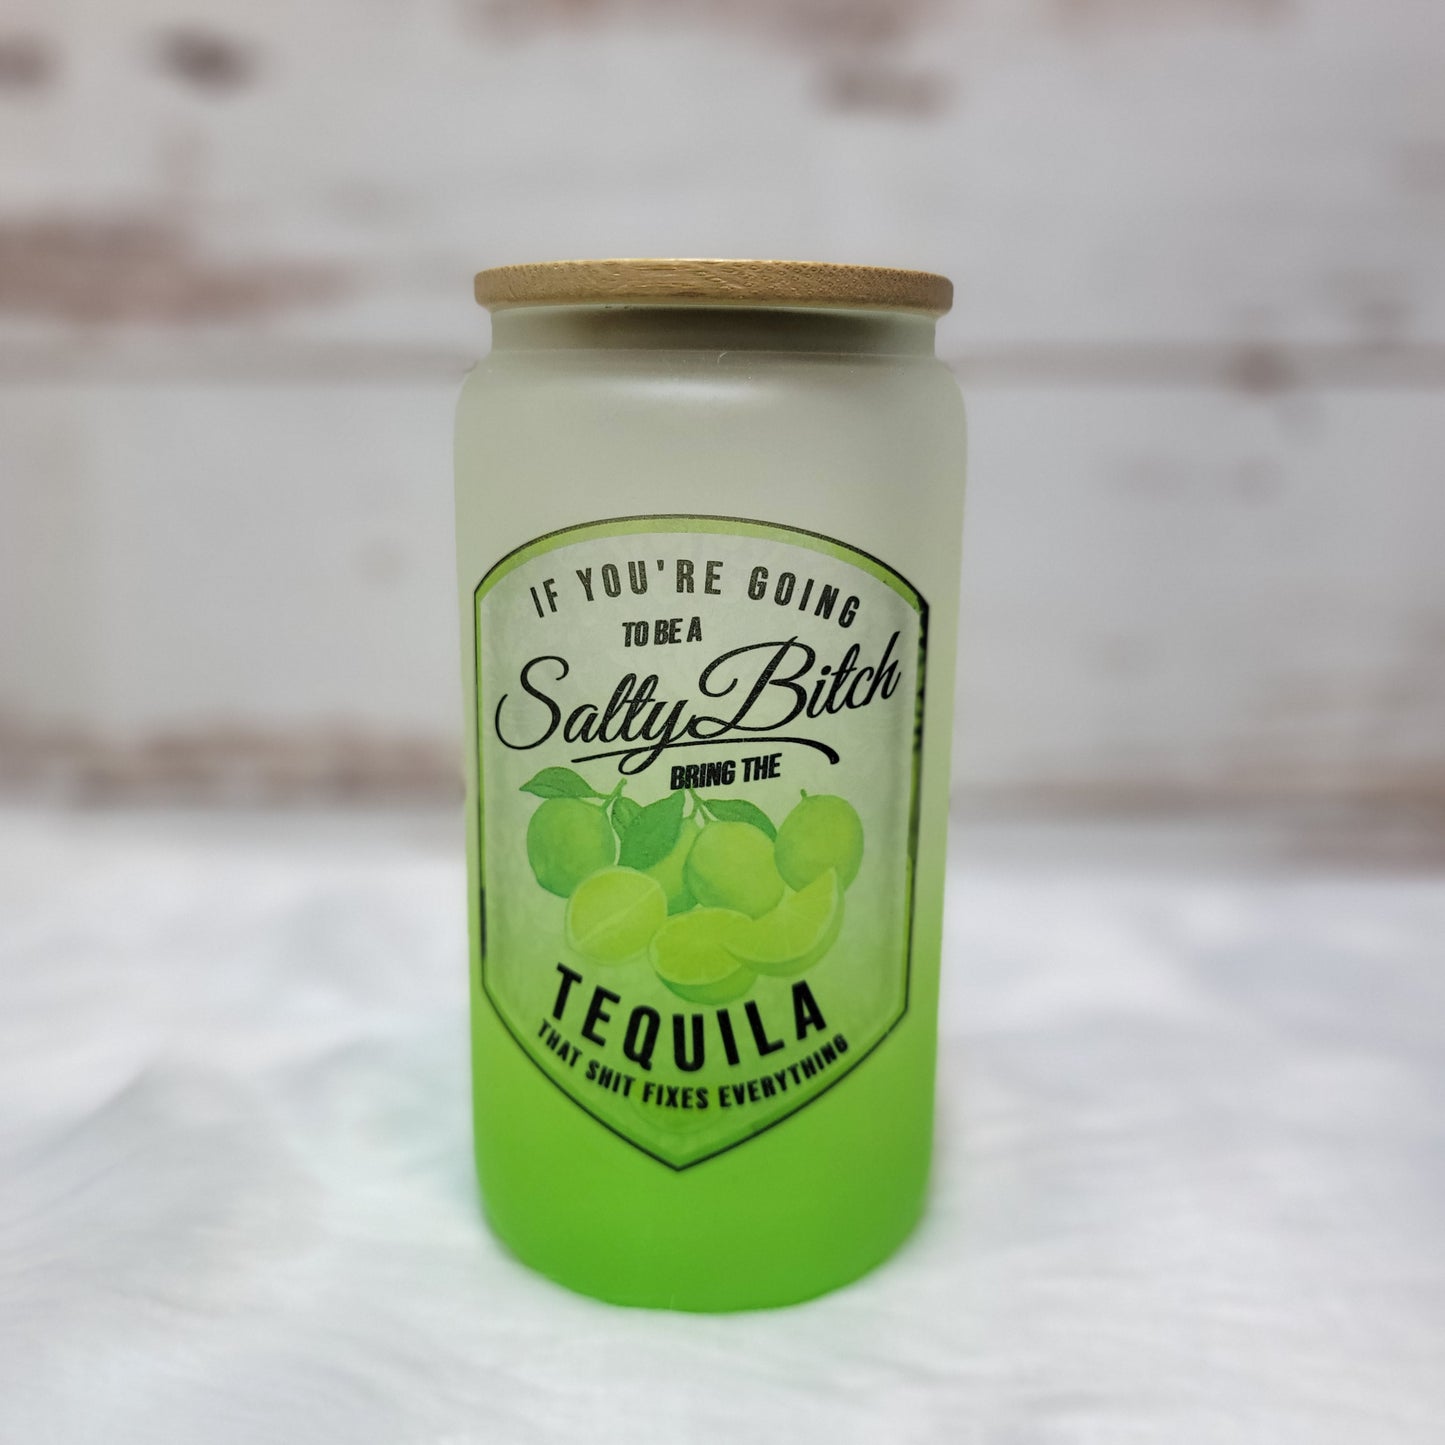 IF YOU'RE GOING
TO BE A
Salty Bitch
BRING THE
TEQUILA
THAT SHIT FIXES EVERYTHING